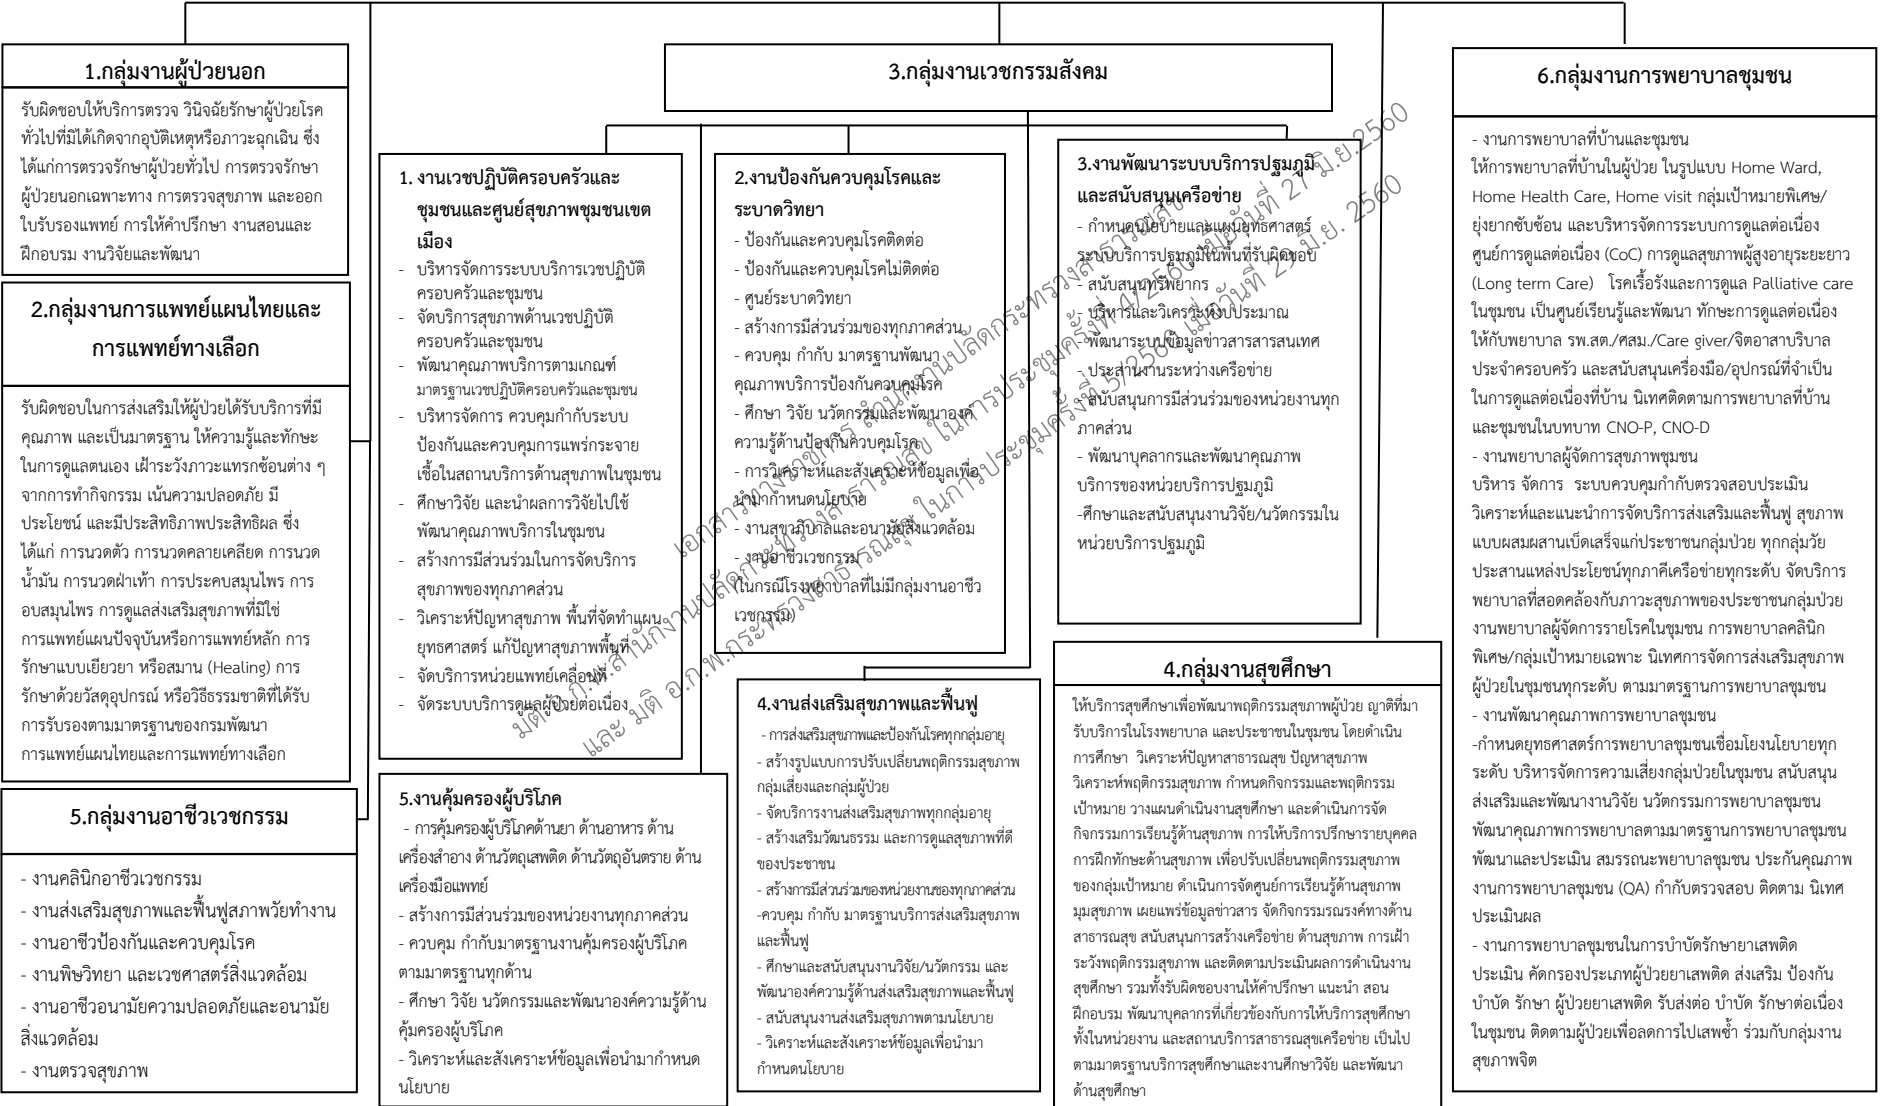 1.กลุ่มงานผู้ป่วยนอก
รับผิดชอบให้บริการตรวจ วินิจฉัยรักษาผู้ป่วยโรค
ทั่วไปที่มิได้เกิดจากอุบัติเหตุหรือภาวะฉุกเฉิน ซึ่ง
ได้แก่การตรวจรักษาผู้ป่วยทั่วไป การตรวจรักษา
ผู้ป่วยนอกเฉพาะทาง การตรวจสุขภาพ และออก
ใบรับรองแพทย์ การให้คำปรึกษา งานสอนและ
ฝึกอบรม งานวิจัยและพัฒนา
2.กลุ่มงานการแพทย์แผนไทยและ
การแพทย์ทางเลือก
รับผิดชอบในการส่งเสริมให้ผู้ป่วยได้รับบริการที่มี
คุณภาพ และเป็นมาตรฐาน ให้ความรู้และทักษะ
ในการดูแลตนเอง เฝ้าระวังภาวะแทรกซ้อนต่าง ๆ
จากการทำกิจกรรม เน้นความปลอดภัย มี
ประโยชน์ และมีประสิทธิภาพประสิทธิผล ซึ่ง
ได้แก่ การนวดตัว การนวดคลายเคลียด การนวด
น้ำมัน การนวดฝ่าเท้า การประคบสมุนไพร การ
อบสมุนไพร การดูแลส่งเสริมสุขภาพที่มิใช่
การแพทย์แผนปัจจุบันหรือการแพทย์หลัก การ
รักษาแบบเยียวยา หรือสมาน (Healing) การ
รักษาด้วยวัสดุอุปกรณ์ หรือวิธีธรรมชาติที่ได้รับ
การรับรองตามมาตรฐานของกรมพัฒนา
การแพทย์แผนไทยและการแพทย์ทางเลือก
5.กลุ่มงานอาชีวเวชกรรม
- งานคลินิกอาชีวเวชกรรม
- งานส่งเสริมสุขภาพและฟื้นฟูสภาพวัยทำงาน
- งานอาชีวป้องกันและควบคุมโรค
- งานพิษวิทยา และเวชศาสตร์สิ่งแวดล้อม
- งานอาชีวอนามัยความปลอดภัยและอนามัย
สิ่งแวดล้อม
- งานตรวจสุขภาพ
3.กลุ่มงานเวชกรรมสังคม
1. งานเวชปฏิบัติครอบครัวและ
ชุมชนและศูนย์สุขภาพชุมชนเขต
เมือง
- บริหารจัดการระบบบริการเวชปฏิบัติ
ครอบครัวและชุมชน
- จัดบริการสุขภาพด้านเวชปฏิบัติ
ครอบครัวและชุมชน
- พัฒนาคุณภาพบริการตามเกณฑ์
มาตรฐานเวชปฏิบัติครอบครัวและชุมชน
- บริหารจัดการ ควบคุมกำกับระบบ
ป้องกันและควบคุมการแพร่กระจาย
เชื้อในสถานบริการด้านสุขภาพในชุมชน
- ศึกษาวิจัย และนำผลการวิจัยไปใช้
พัฒนาคุณภาพบริการในชุมชน
- สร้างการมีส่วนร่วมในการจัดบริการ
สุขภาพของทุกภาคส่วน
- วิเคราะห์ปัญหาสุขภาพ พื้นที่จัดทำแผน
ยุทธศาสตร์ แก้ปัญหาสุขภาพพื้นที่
- จัดบริการหน่วยแพทย์เคลื่อนที่
- จัดระบบบริการดูแลผู้ป่วยต่อเนื่อง
2.งานป้องกันควบคุมโรคและ
ระบาดวิทยา
- ป้องกันและควบคุมโรคติดต่อ
- ป้องกันและควบคุมโรคไม่ติดต่อ
- ศูนย์ระบาดวิทยา
- สร้างการมีส่วนร่วมของทุกภาคส่วน
- ควบคุม กำกับ มาตรฐานพัฒนา
คุณภาพบริการป้องกันควบคุมโรค
- ศึกษา วิจัย นวัตกรรมและพัฒนาองค์
ความรู้ด้านป้องกันควบคุมโรค
- การวิเคราะห์และสังเคราะห์ข้อมูลเพื่อ
นำมากำหนดนโยบาย
- งานสุขาภิบาลและอนามัยสิ่งแวดล้อม
- งานอาชีวเวชกรรม
(ในกรณีโรงพยาบาลที่ไม่มีกลุ่มงานอาชีว
เวชกรรม)
3.งานพัฒนาระบบบริการปฐมภูมิ
และสนับสนุนเครือข่าย
- กำหนดนโยบายและแผนยุทธศาสตร์
ระบบบริการปฐมภูมิในพื้นที่รับผิดชอบ
- สนับสนุนทรัพยากร
- บริหารและวิเคราะห์งบประมาณ
- พัฒนาระบบข้อมูลข่าวสารสารสนเทศ
- ประสานงานระหว่างเครือข่าย
- สนับสนุนการมีส่วนร่วมของหน่วยงานทุก
ภาคส่วน
- พัฒนาบุคลากรและพัฒนาคุณภาพ
บริการของหน่วยบริการปฐมภูมิ
-ศึกษาและสนับสนุนงานวิจัย/นวัตกรรมใน
หน่วยบริการปฐมภูมิ
5.งานคุ้มครองผู้บริโภค
- การคุ้มครองผู้บริโภคด้านยา ด้านอาหาร ด้าน
เครื่องสำอาง ด้านวัตถุเสพติด ด้านวัตถุอันตราย ด้าน
เครื่องมือแพทย์
- สร้างการมีส่วนร่วมของหน่วยงานทุกภาคส่วน
- ควบคุม กำกับมาตรฐานงานคุ้มครองผู้บริโภค
ตามมาตรฐานทุกด้าน
- ศึกษา วิจัย นวัตกรรมและพัฒนาองค์ความรู้ด้าน
คุ้มครองผู้บริโภค
- วิเคราะห์และสังเคราะห์ข้อมูลเพื่อนำมากำหนด
นโยบาย
4.งานส่งเสริมสุขภาพและฟื้นฟู
- การส่งเสริมสุขภาพและป้องกันโรคทุกกลุ่มอายุ
- สร้างรูปแบบการปรับเปลี่ยนพฤติกรรมสุขภาพ
กลุ่มเสี่ยงและกลุ่มผู้ป่วย
- จัดบริการงานส่งเสริมสุขภาพทุกกลุ่มอายุ
- สร้างเสริมวัฒนธรรม และการดูแลสุขภาพที่ดี
ของประชาชน
- สร้างการมีส่วนร่วมของหน่วยงานของทุกภาคส่วน
-ควบคุม กำกับ มาตรฐานบริการส่งเสริมสุขภาพ
และฟื้นฟู
- ศึกษาและสนับสนุนงานวิจัย/นวัตกรรม และ
พัฒนาองค์ความรู้ด้านส่งเสริมสุขภาพและฟื้นฟู
- สนับสนุนงานส่งเสริมสุขภาพตามนโยบาย
- วิเคราะห์และสังเคราะห์ข้อมูลเพื่อนำมา
กำหนดนโยบาย
4.กลุ่มงานสุขศึกษา
ให้บริการสุขศึกษาเพื่อพัฒนาพฤติกรรมสุขภาพผู้ป่วย ญาติที่มา
รับบริการในโรงพยาบาล และประชาชนในชุมชน โดยดำเนิน
การศึกษา วิเคราะห์ปัญหาสาธารณสุข ปัญหาสุขภาพ
วิเคราะห์พฤติกรรมสุขภาพ กำหนดกิจกรรมและพฤติกรรม
เป้าหมาย วางแผนดำเนินงานสุขศึกษา และดำเนินการจัด
กิจกรรมการเรียนรู้ด้านสุขภาพ การให้บริการปรึกษารายบุคคล
การฝึกทักษะด้านสุขภาพ เพื่อปรับเปลี่ยนพฤติกรรมสุขภาพ
ของกลุ่มเป้าหมาย ดำเนินการจัดศูนย์การเรียนรู้ด้านสุขภาพ
มุมสุขภาพ เผยแพร่ข้อมูลข่าวสาร จัดกิจกรรมรณรงค์ทางด้าน
สาธารณสุข สนับสนุนการสร้างเครือข่าย ด้านสุขภาพ การเฝ้า
ระวังพฤติกรรมสุขภาพ และติดตามประเมินผลการดำเนินงาน
สุขศึกษา รวมทั้งรับผิดชอบงานให้คำปรึกษา แนะนำ สอน
ฝึกอบรม พัฒนาบุคลากรที่เกี่ยวข้องกับการให้บริการสุขศึกษา
ทั้งในหน่วยงาน และสถานบริการสาธารณสุขเครือข่าย เป็นไป
ตามมาตรฐานบริการสุขศึกษาและงานศึกษาวิจัย และพัฒนา
ด้านสุขศึกษา
6.กลุ่มงานการพยาบาลชุมชน
- งานการพยาบาลที่บ้านและชุมชน
ให้การพยาบาลที่บ้านในผู้ป่วย ในรูปแบบ Home Ward,
Home Health Care, Home visit กลุ่มเป้าหมายพิเศษ/
ยุ่งยากซับซ้อน และบริหารจัดการระบบการดูแลต่อเนื่อง
ศูนย์การดูแลต่อเนื่อง (CoC) การดูแลสุขภาพผู้สูงอายุระยะยาว
(Long term Care) โรคเรื้อรังและการดูแล Palliative care
ในชุมชน เป็นศูนย์เรียนรู้และพัฒนา ทักษะการดูแลต่อเนื่อง
ให้กับพยาบาล รพ.สต./ศสม./Care giver/จิตอาสาบริบาล
ประจำครอบครัว และสนับสนุนเครื่องมือ/อุปกรณ์ที่จำเป็น
ในการดูแลต่อเนื่องที่บ้าน นิเทศติดตามการพยาบาลที่บ้าน
และชุมชนในบทบาท CNO-P, CNO-D
- งานพยาบาลผู้จัดการสุขภาพชุมชน
บริหาร จัดการ ระบบควบคุมกำกับตรวจสอบประเมิน
วิเคราะห์และแนะนำการจัดบริการส่งเสริมและฟื้นฟู สุขภาพ
แบบผสมผสานเบ็ดเสร็จแก่ประชาชนกลุ่มป่วย ทุกกลุ่มวัย
ประสานแหล่งประโยชน์ทุกภาคีเครือข่ายทุกระดับ จัดบริการ
พยาบาลที่สอดคล้องกับภาวะสุขภาพของประชาชนกลุ่มป่วย
งานพยาบาลผู้จัดการรายโรคในชุมชน การพยาบาลคลินิก
พิเศษ/กลุ่มเป้าหมายเฉพาะ นิเทศการจัดการส่งเสริมสุขภาพ
ผู้ป่วยในชุมชนทุกระดับ ตามมาตรฐานการพยาบาลชุมชน
- งานพัฒนาคุณภาพการพยาบาลชุมชน
-กำหนดยุทธศาสตร์การพยาบาลชุมชนเชื่อมโยงนโยบายทุก
ระดับ บริหารจัดการความเสี่ยงกลุ่มป่วยในชุมชน สนับสนุน
ส่งเสริมและพัฒนางานวิจัย นวัตกรรมการพยาบาลชุมชน
พัฒนาคุณภาพการพยาบาลตามมาตรฐานการพยาบาลชุมชน
พัฒนาและประเมิน สมรรถนะพยาบาลชุมชน ประกันคุณภาพ
งานการพยาบาลชุมชน (QA) กำกับตรวจสอบ ติดตาม นิเทศ
ประเมินผล
- งานการพยาบาลชุมชนในการบำบัดรักษายาเสพติด
ประเมิน คัดกรองประเภทผู้ป่วยยาเสพติด ส่งเสริม ป้องกัน
บำบัด รักษา ผู้ป่วยยาเสพติด รับส่งต่อ บำบัด รักษาต่อเนื่อง
ในชุมชน ติดตามผู้ป่วยเพื่อลดการไปเสพซ้ำ ร่วมกับกลุ่มงาน
สุขภาพจิต
เอกสารทางราชการ สำนักงานปลัดกระทรวงสาธารณสุข
มติ อ.ก.พ.สำนักงานปลัดกระทรวงสาธารณสุข ในการประชุมครั้งที่ 4/2560 เมื่อวันที่ 27 มิ.ย.2560
และ มติ อ.ก.พ.กระทรวงสาธารณสุข ในการประชุมครั้งที่ 5/2560 เมื่อวันที่ 29 มิ.ย. 2560